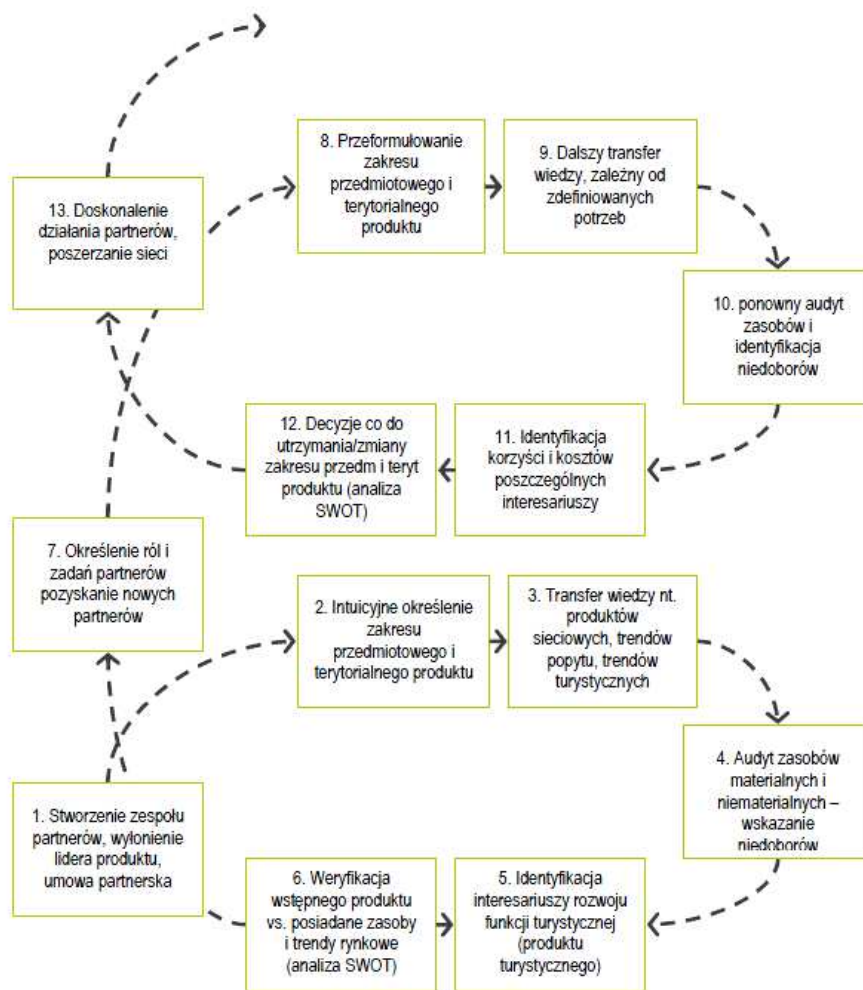 8. Przeformułowanie
zakresu
przedmiotowego i
terytorialnego
produktu
9. Dalszy transfer
wiedzy, zależny od
zdefiniowanych
potrzeb
13. Doskonalenie
działania partnerów,
poszerzanie sieci
10. ponowny audyt
zasobów i
identyfikacja
niedoborów
12. Decyzje co do
utrzymania/zmiany
zakresu przedm i teryt
produktu (analiza
SWOT)
11. Identyfikacja
korzyści i kosztów
poszczególnych
interesariuszy
7. Określenie ról i
zadań partnerów
pozyskanie nowych
partnerów
2. Intuicyjne określenie
zakresu
przedmiotowego i
terytorialnego produktu
3. Transfer wiedzy nt.
produktów
sieciowych, trendów
popytu, trendów
turystycznych
4. Audyt zasobów
materialnych i
niematerialnych –
wskazanie
niedoborów
1. Stworzenie zespołu
partnerów, wyłonienie
lidera produktu,
umowa partnerska
6. Weryfikacja
wstępnego produktu
vs. posiadane zasoby
i trendy rynkowe
(analiza SWOT)
5. Identyfikacja
interesariuszy rozwoju
funkcji turystycznej
(produktu
turystycznego)